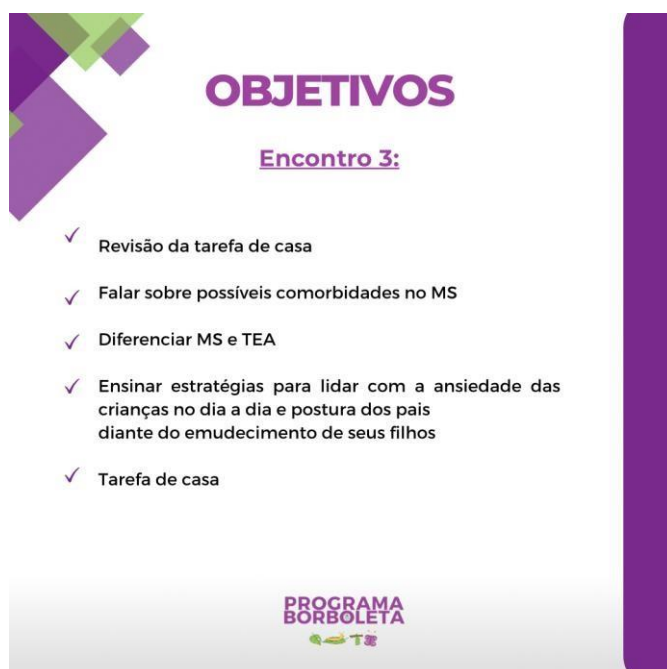 OBJETIVOS
Encontro 3:
Revisão da tarefa de casa
Falar sobre possíveis comorbidades no MS
Diferenciar MS e TEA
Ensinar estratégias para lidar com a ansiedade das
crianças no dia a dia e postura dos pais
diante do emudecimento de seus filhos
Tarefa de casa
PROGRAMA
BORBOLETA